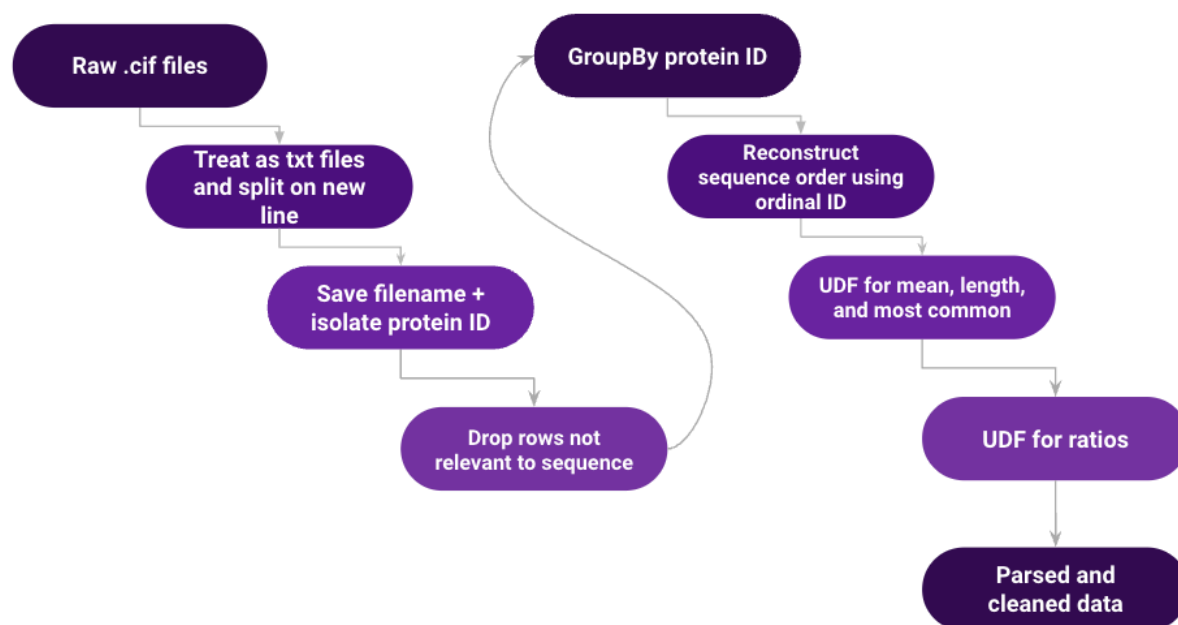 Raw .cif files
Treat as txt files
and split on new
line
Save filename +
isolate protein ID
Drop rows not
relevant to sequence
GroupBy protein ID
Reconstruct
sequence order using
ordinal ID
UDF for mean, length,
and most common
UDF for ratios
Parsed and
cleaned data